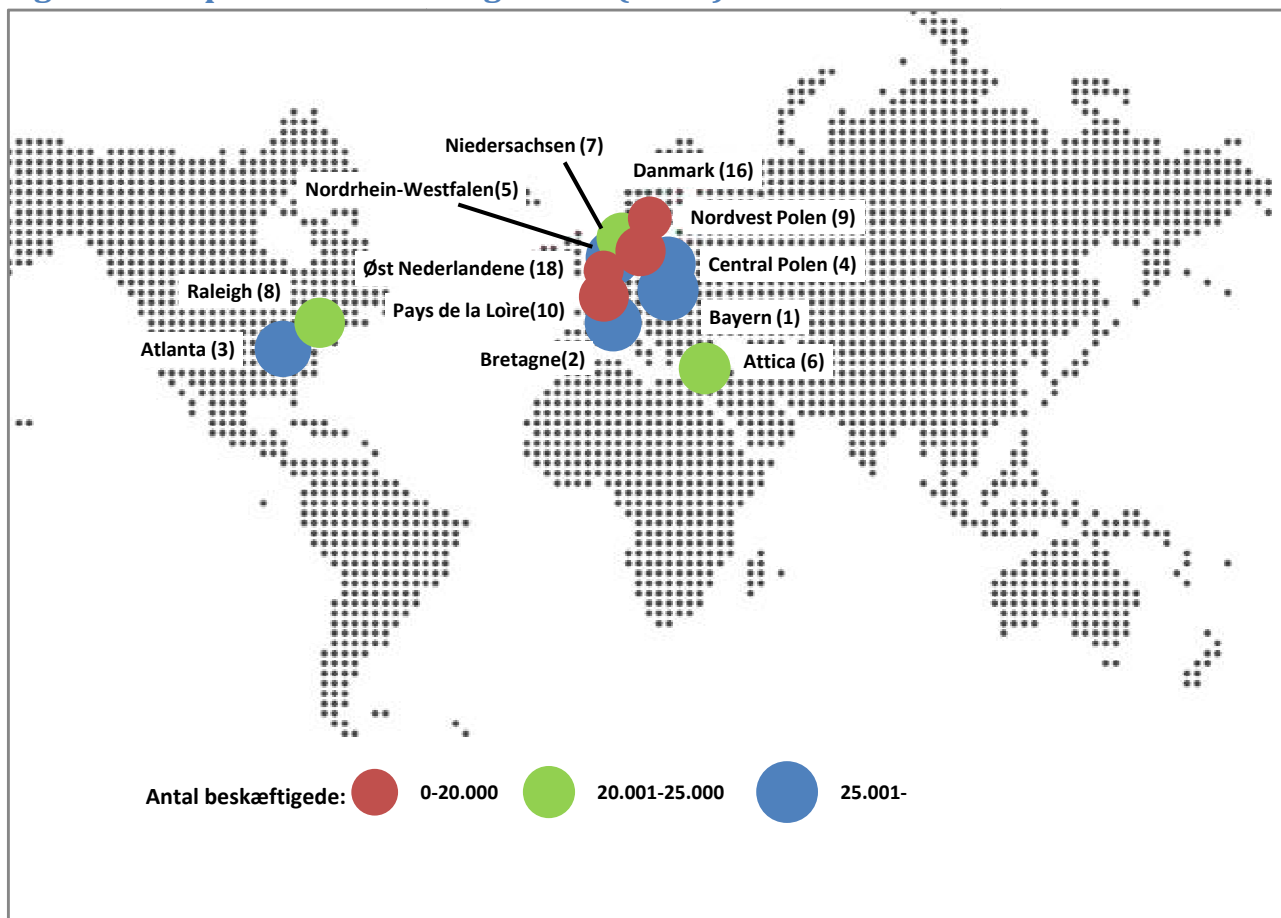 Niedersachsen (7)
Danmark (16)
Nordrhein-Westfalen(5)
Nordvest Polen (9)
Øst Nederlandene (18)
Central Polen (4)
Raleigh (8)
Pays de la Loìre(10)
Bayern (1)
Atlanta (3)
Bretagne(2)
Attica (6)
Antal beskæftigede: 0-20.000 20.001-25.000 25.001-